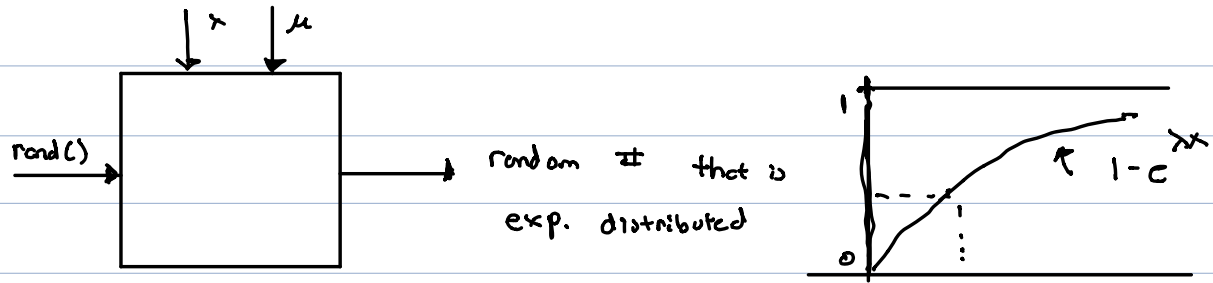 λ μ
rand()
random # that is
exp. distributed
1
1-e^λx
0